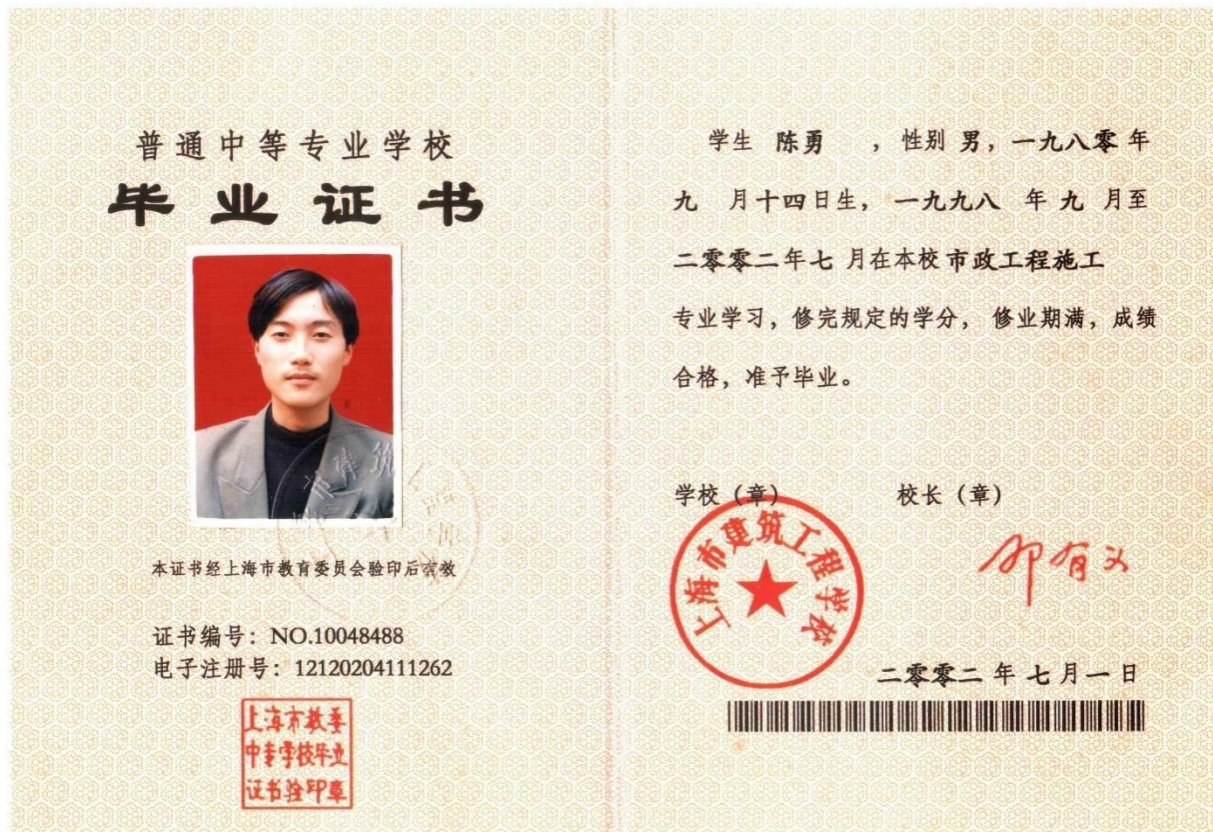 普通中等专业学校
毕业证书
本证书经上海市教育委员会验印后有效
证书编号：NO.10048488
电子注册号：12120204111262
上海市教委
中专学校毕业
证书验印章
学生 陈勇 ，性别 男，一九八零 年
九 月十四日生， 一九九八 年 九 月至
二零零二年七 月在本校市政工程施工
专业学习，修完规定的学分， 修业期满，成绩
合格，准予毕业。
学校（章） 校长（章）
上海市建筑工程学校
二零零二 年 七 月 一 日